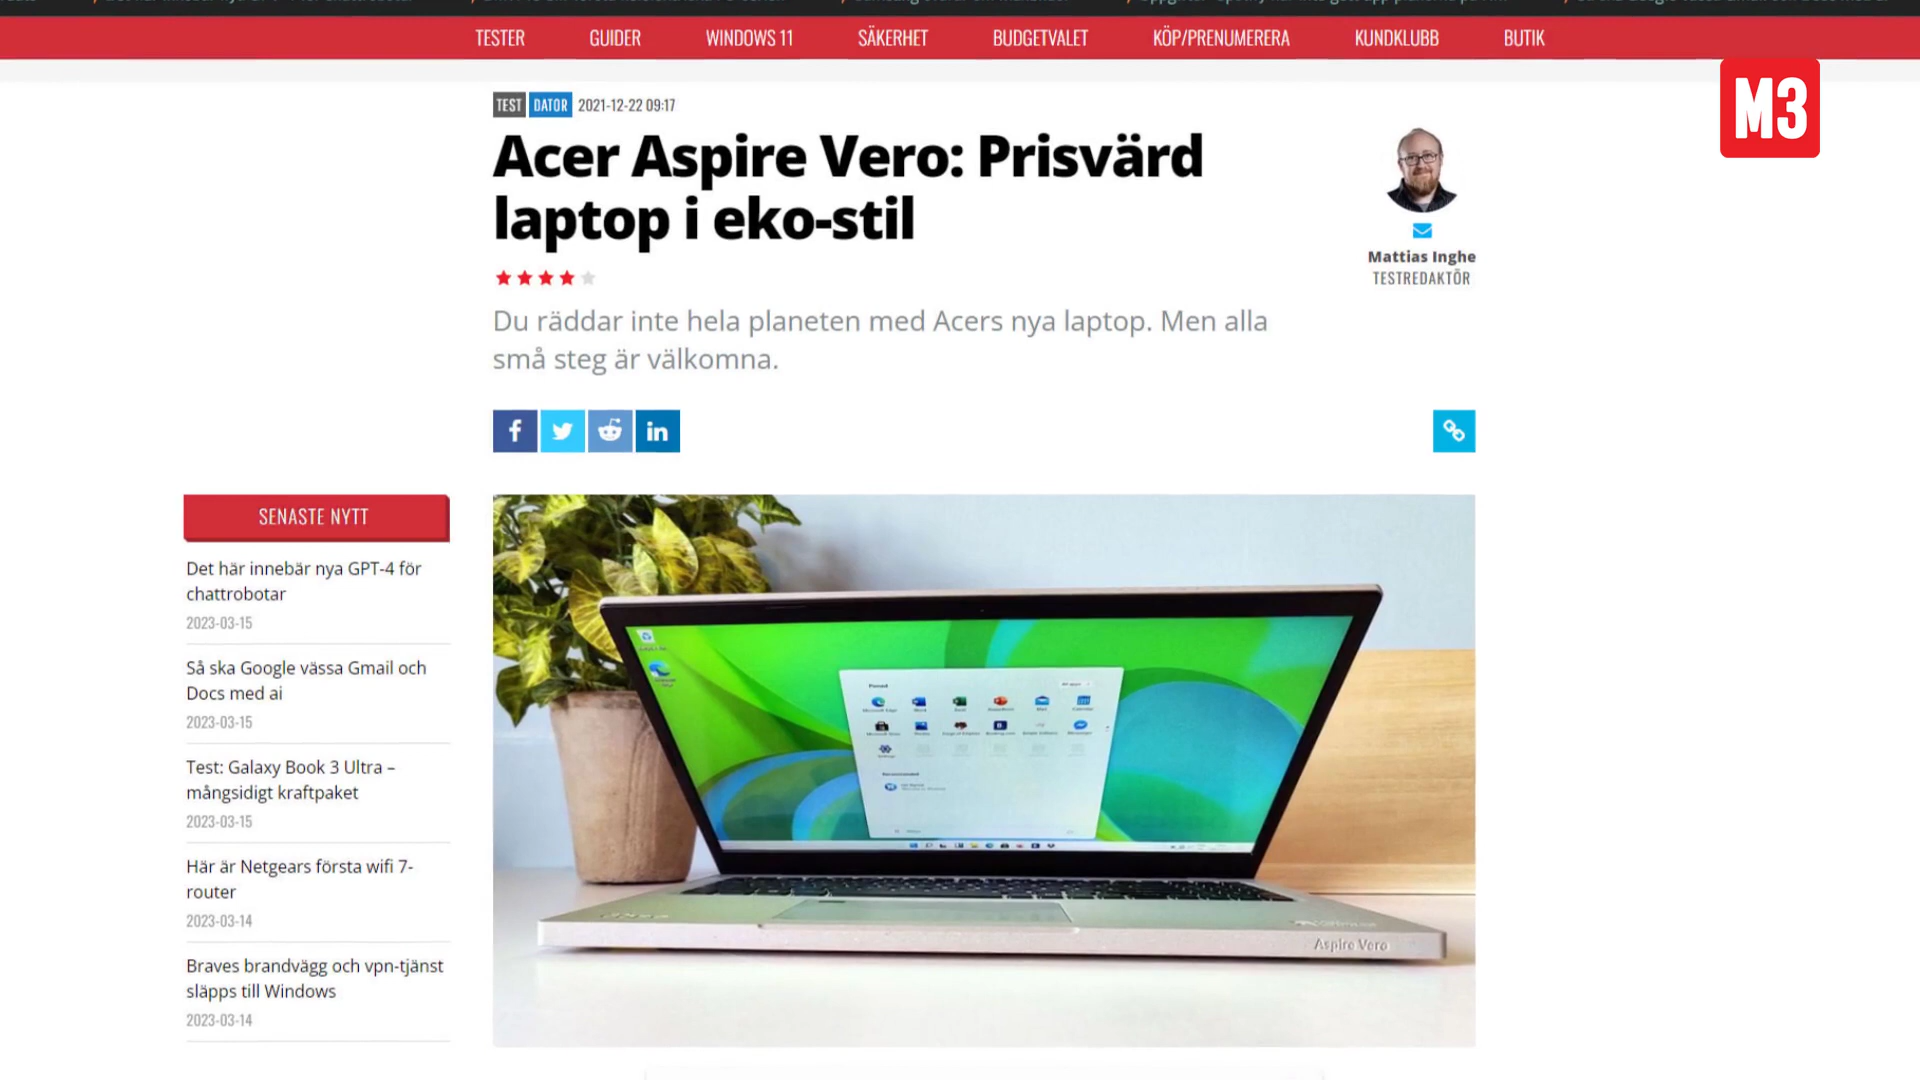 TESTER GUIDER WINDOWS 11 SÄKERHET BUDGETVALET KÖP/PRENUMERERA KUNDKLUBB BUTIK
M3
TEST DATOR 2021-12-22 09:17
Acer Aspire Vero: Prisvärd
laptop i eko-stil
Mattias Inghe
TESTREDAKTÖR
Du räddar inte hela planeten med Acers nya laptop. Men alla
små steg är välkomna.
SENASTE NYTT
Det här innebär nya GPT-4 för
chattrobotar
2023-03-15
Så ska Google vässa Gmail och
Docs med ai
2023-03-15
Test: Galaxy Book 3 Ultra –
mångsidigt kraftpaket
2023-03-15
Här är Netgears första wifi 7-
router
2023-03-14
Braves brandvägg och vpn-tjänst
släpps till Windows
2023-03-14
Aspire Vero